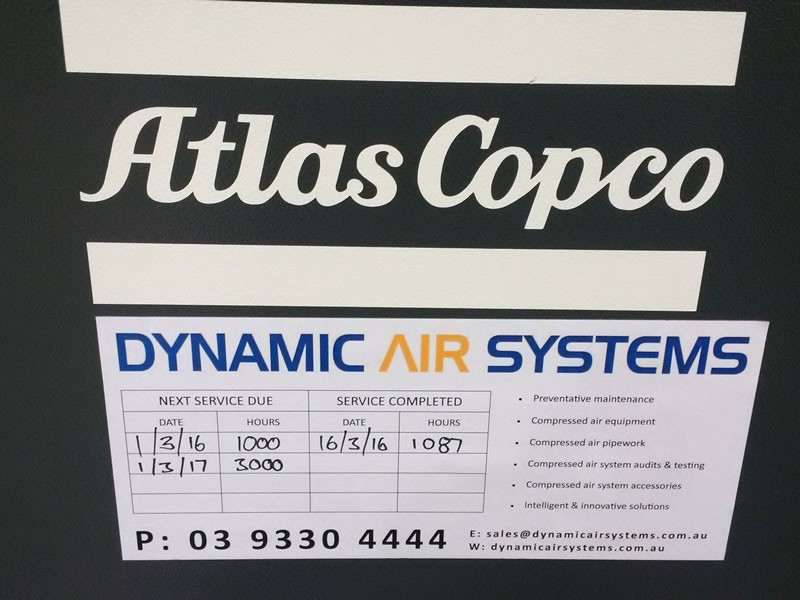 Atlas Copco
DYNAMIC AIR SYSTEMS
NEXT SERVICE DUE SERVICE COMPLETED
DATE HOURS DATE HOURS
1/3/16 1000 16/3/16 1087
1/3/17 3000
• Preventative maintenance
• Compressed air equipment
• Compressed air pipework
• Compressed air system audits & testing
• Compressed air system accessories
• Intelligent & innovative solutions
P: 03 9330 4444
E: sales@dynamicairsystems.com.au
W: dynamicairsystems.com.au